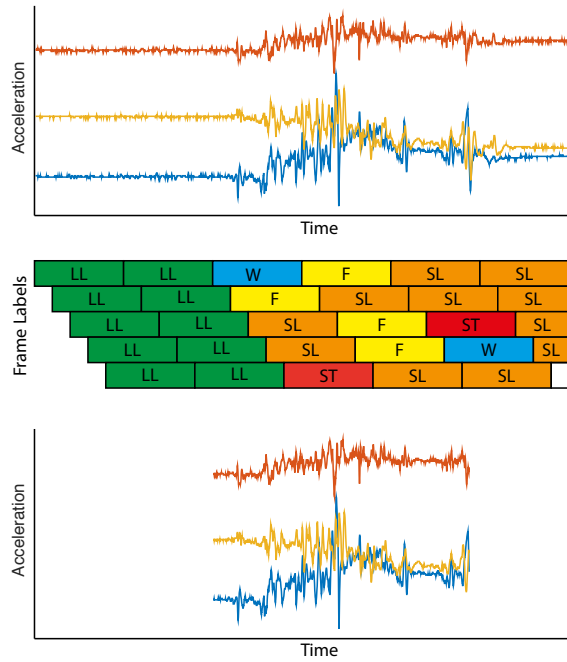 Acceleration
Time
Frame Labels
LL LL W F SL SL
LL LL F SL SL SL
LL LL SL F ST SL
LL LL SL F W SL
LL LL ST SL SL
Acceleration
Time